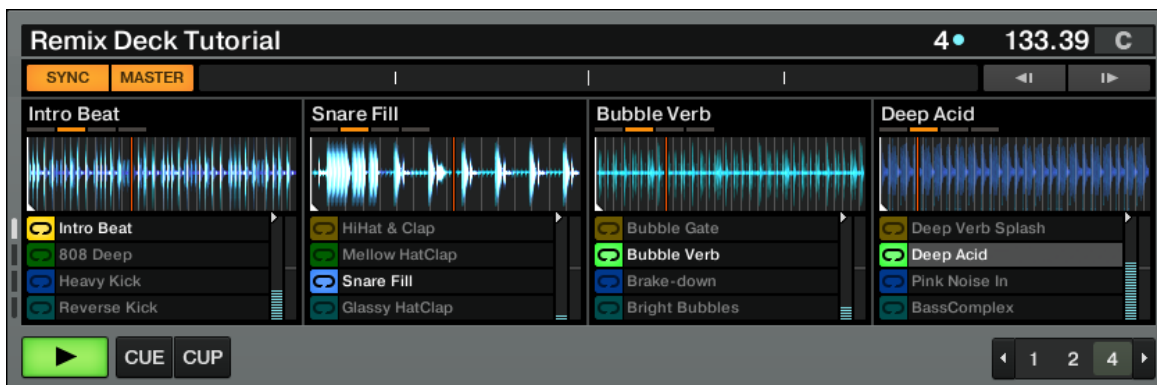 Remix Deck Tutorial 4 133.39 C
SYNC MASTER
Intro Beat Snare Fill Bubble Verb Deep Acid
Intro Beat HiHat & Clap Bubble Gate Deep Verb Splash
808 Deep Mellow HatClap Bubble Verb Deep Acid
Heavy Kick Snare Fill Brake-down Pink Noise In
Reverse Kick Glassy HatClap Bright Bubbles BassComplex
CUE CUP 1 2 4